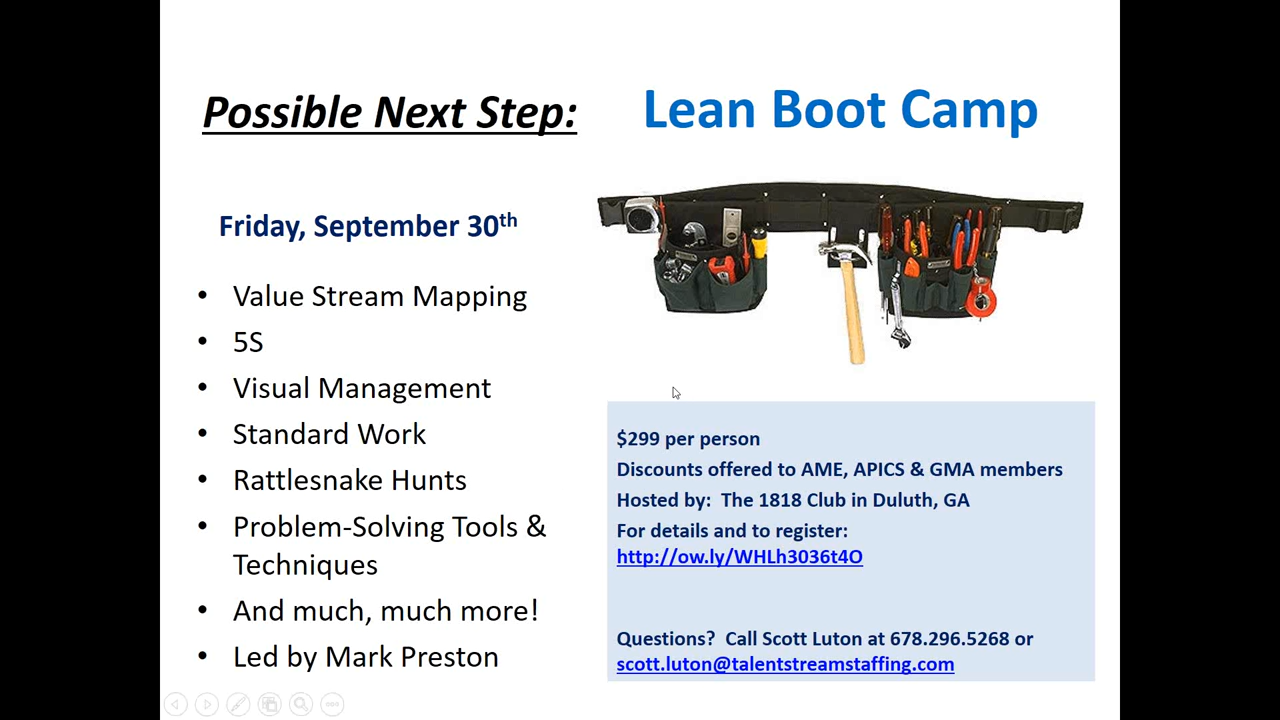 Possible Next Step:
Lean Boot Camp
Friday, September 30th
• Value Stream Mapping
• 5S
• Visual Management
• Standard Work
• Rattlesnake Hunts
• Problem-Solving Tools &
Techniques
• And much, much more!
• Led by Mark Preston
$299 per person
Discounts offered to AME, APICS & GMA members
Hosted by:  The 1818 Club in Duluth, GA
For details and to register:
http://ow.ly/WHLh3036t4O
Questions?  Call Scott Luton at 678.296.5268 or
scott.luton@talentstreamstaffing.com